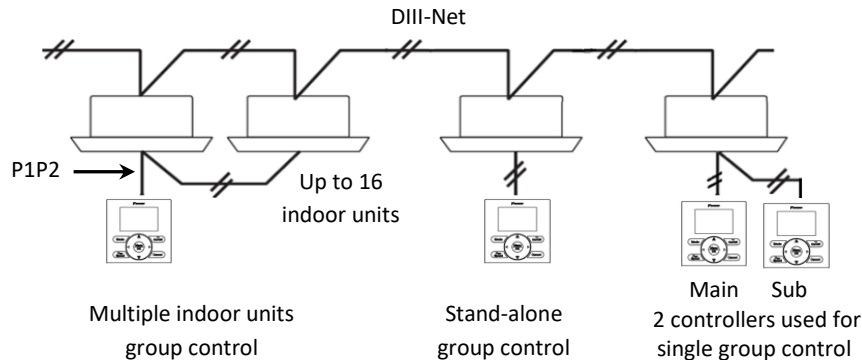 DIII-Net
P1P2
Up to 16
indoor units
Multiple indoor units
group control
Stand-alone
group control
Main Sub
2 controllers used for
single group control